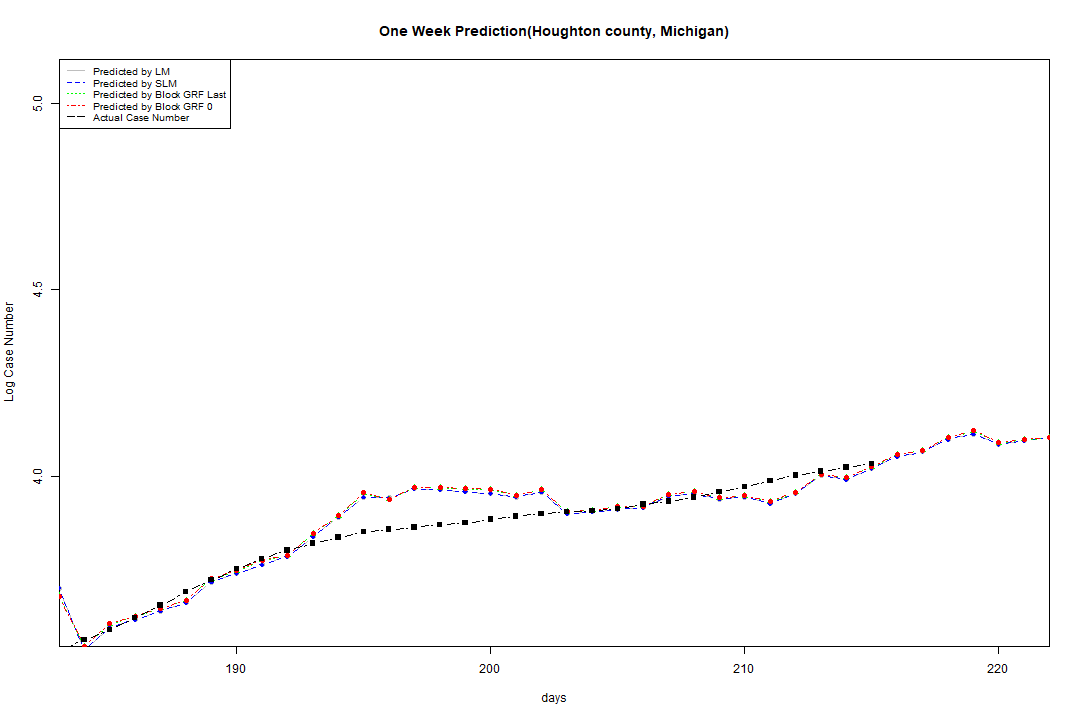 One Week Prediction(Houghton county, Michigan)
Predicted by LM
Predicted by SLM
Predicted by Block GRF Last
Predicted by Block GRF 0
Actual Case Number
5.0
4.5
4.0
Log Case Number
190
200
210
220
days